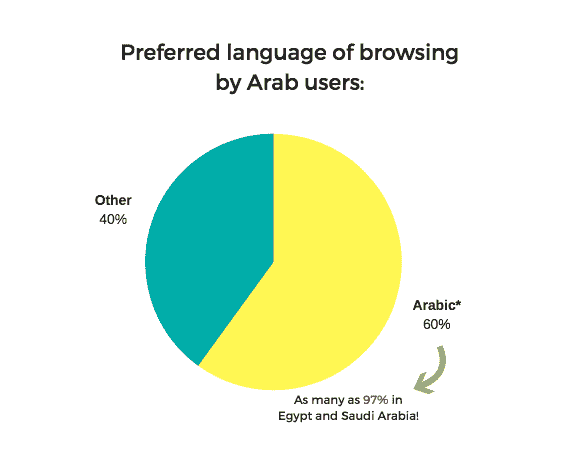 Preferred language of browsing
by Arab users:
Other
40%
Arabic*
60%
As many as 97% in
Egypt and Saudi Arabia!